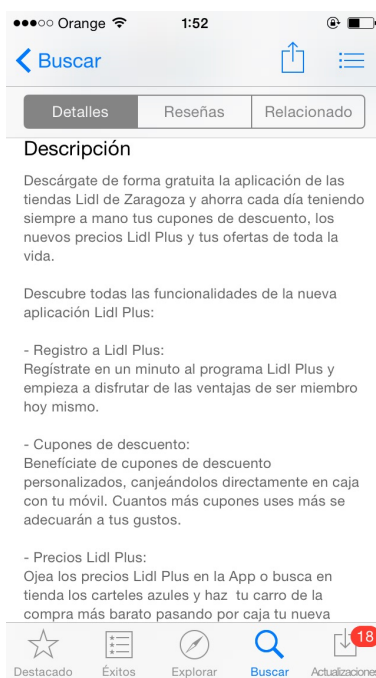 Orange 1:52
Buscar
Detalles Reseñas Relacionado
Descripción
Descárgate de forma gratuita la aplicación de las
tiendas Lidl de Zaragoza y ahorra cada día teniendo
siempre a mano tus cupones de descuento, los
nuevos precios Lidl Plus y tus ofertas de toda la
vida.
Descubre todas las funcionalidades de la nueva
aplicación Lidl Plus:
- Registro a Lidl Plus:
Regístrate en un minuto al programa Lidl Plus y
empieza a disfrutar de las ventajas de ser miembro
hoy mismo.
- Cupones de descuento:
Benefíciate de cupones de descuento
personalizados, canjeándolos directamente en caja
con tu móvil. Cuantos más cupones uses más se
adecuarán a tus gustos.
- Precios Lidl Plus:
Ojea los precios Lidl Plus en la App o busca en
tienda los carteles azules y haz tu carro de la
compra más barato pasando por caja tu nueva
18
Destacado Éxitos Explorar Buscar Actualizaciones